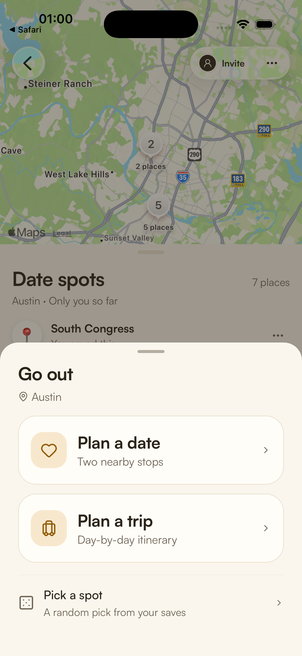 01:00
Safari
Invite
Steiner Ranch
290
Cave
2
290
2 places
West Lake Hills
35
183
5
5 places
Maps
Legal
Sunset Valley
Date spots
7 places
Austin · Only you so far
South Congress
Go out
Austin
Plan a date
Two nearby stops
Plan a trip
Day-by-day itinerary
Pick a spot
A random pick from your saves